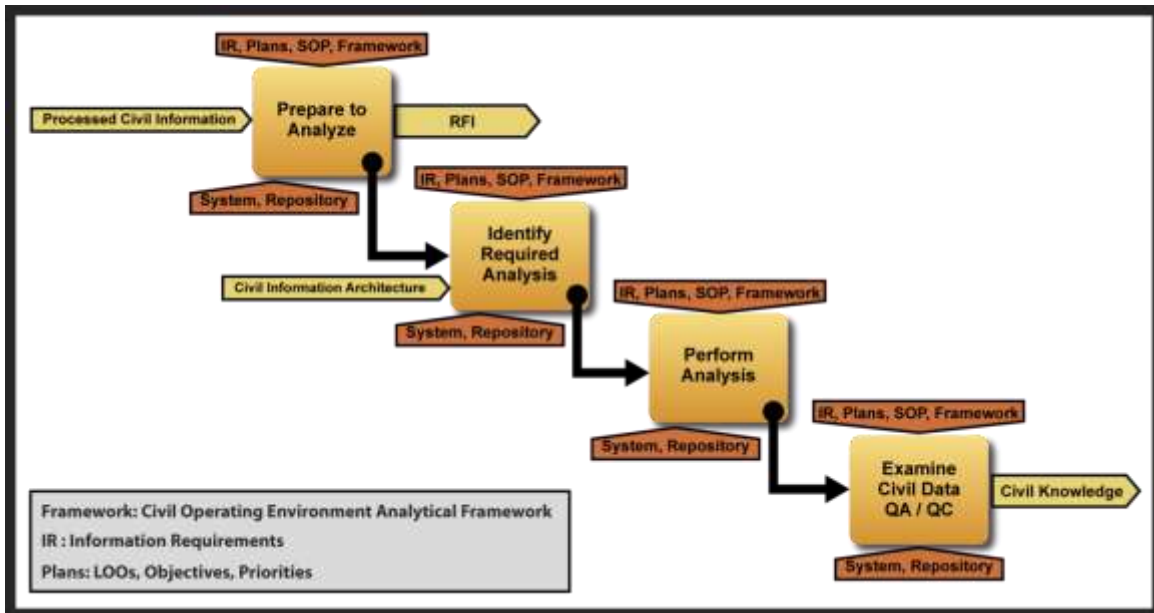 IR, Plans, SOP, Framework
Prepare to
Analyze
Processed Civil Information
RFI
System, Repository
IR, Plans, SOP, Framework
Identify
Required
Analysis
Civil Information Architecture
System, Repository
IR, Plans, SOP, Framework
Perform
Analysis
System, Repository
IR, Plans, SOP, Framework
Examine
Civil Data
QA / QC
Civil Knowledge
System, Repository
Framework: Civil Operating Environment Analytical Framework
IR : Information Requirements
Plans: LOOs, Objectives, Priorities